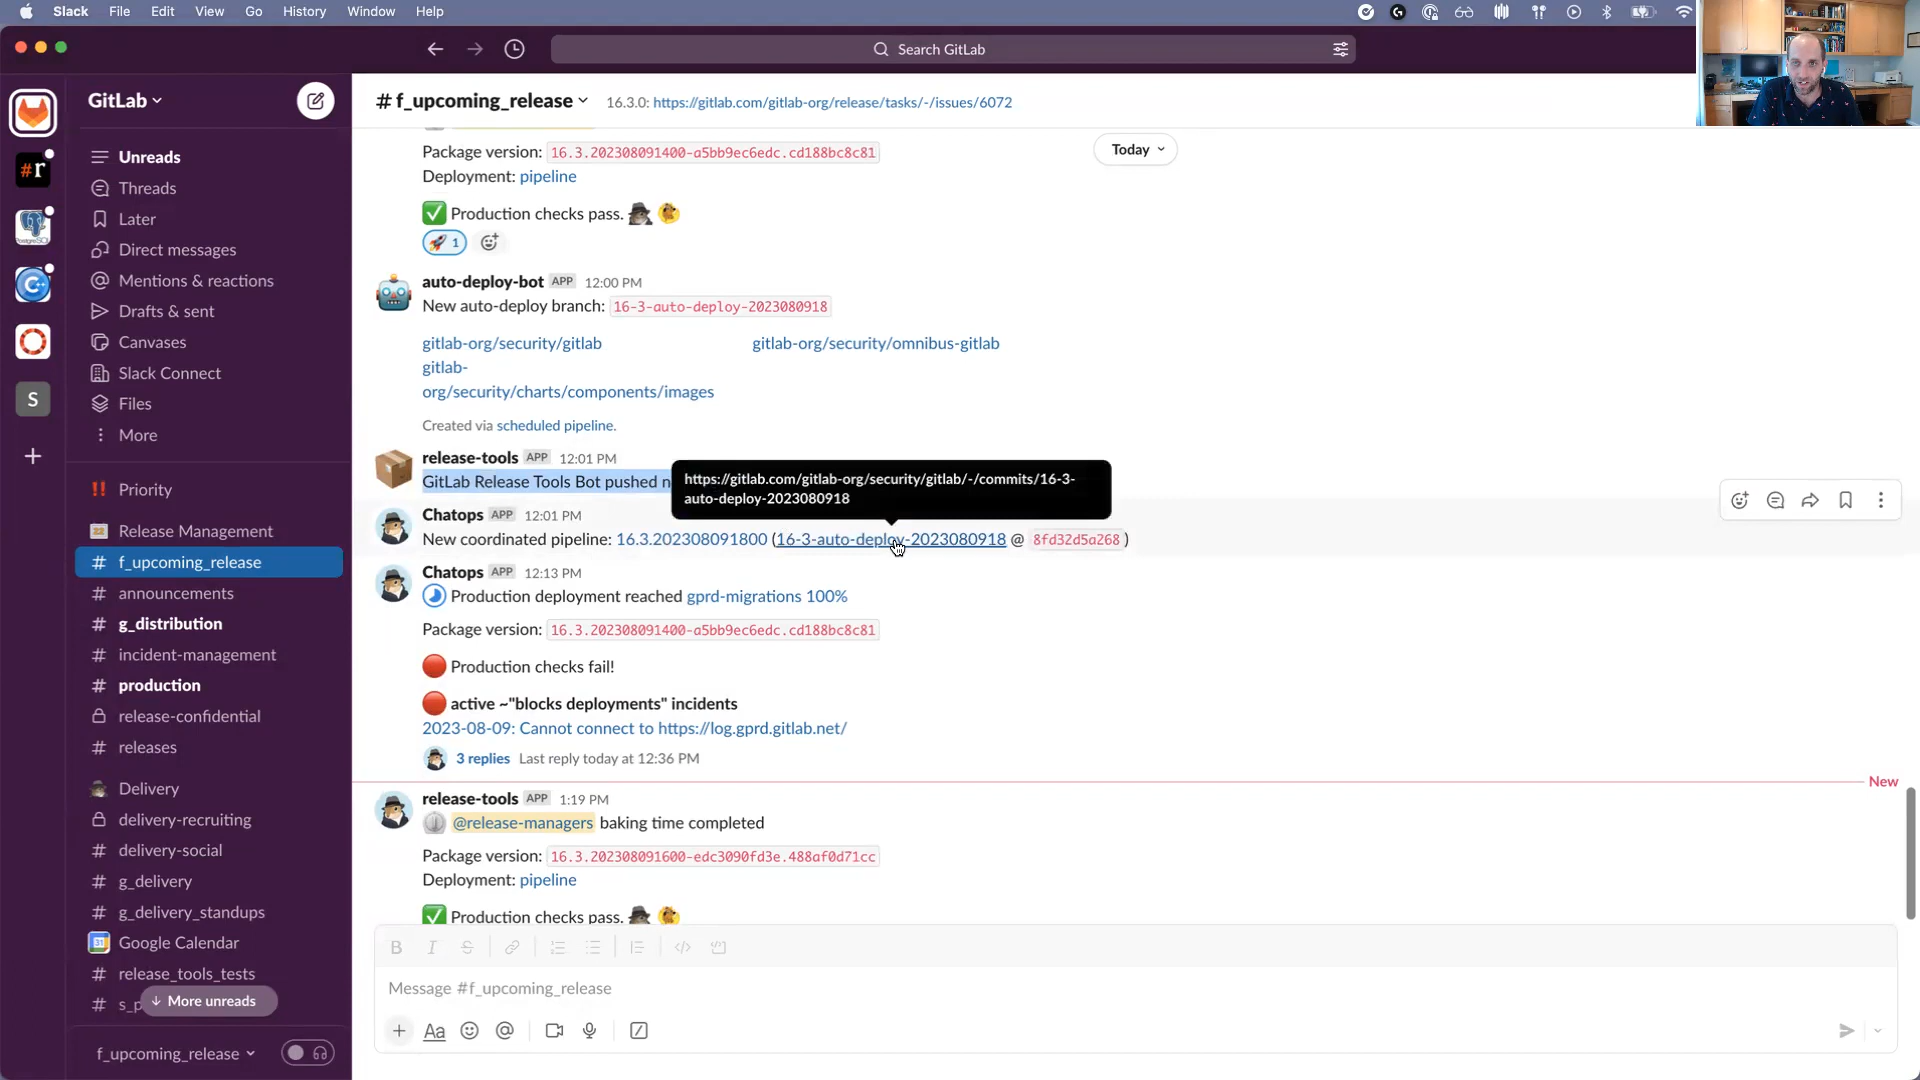 Slack File Edit View Go History Window Help
Search GitLab
GitLab
Unreads
Threads
Later
Direct messages
Mentions & reactions
Drafts & sent
Canvases
Slack Connect
Files
More
#r
PostgreSQL
S
!! Priority
Release Management
# f_upcoming_release
# announcements
# g_distribution
# incident-management
# production
release-confidential
# releases
Delivery
delivery-recruiting
# delivery-social
# g_delivery
# g_delivery_standups
31 Google Calendar
# release_tools_tests
# s_p
↓ More unreads
f_upcoming_release
# f_upcoming_release 16.3.0: https://gitlab.com/gitlab-org/release/tasks/-/issues/6072
Today
Package version: 16.3.202308091400-a5bb9ec6edc.cd188bc8c81
Deployment: pipeline
Production checks pass.
1
auto-deploy-bot APP 12:00 PM
New auto-deploy branch: 16-3-auto-deploy-2023080918
gitlab-org/security/gitlab gitlab-org/security/omnibus-gitlab
gitlab-
org/security/charts/components/images
Created via scheduled pipeline.
release-tools APP 12:01 PM
GitLab Release Tools Bot pushed n
https://gitlab.com/gitlab-org/security/gitlab/-/commits/16-3-
auto-deploy-2023080918
Chatops APP 12:01 PM
New coordinated pipeline: 16.3.202308091800 (16-3-auto-deploy-2023080918 @ 8fd32d5a268)
Chatops APP 12:13 PM
Production deployment reached gprd-migrations 100%
Package version: 16.3.202308091400-a5bb9ec6edc.cd188bc8c81
Production checks fail!
active ~"blocks deployments" incidents
2023-08-09: Cannot connect to https://log.gprd.gitlab.net/
3 replies Last reply today at 12:36 PM
New
release-tools APP 1:19 PM
@release-managers baking time completed
Package version: 16.3.202308091600-edc3090fd3e.488af0d71cc
Deployment: pipeline
Production checks pass.
B I S
Message #f_upcoming_release
+ Aa @